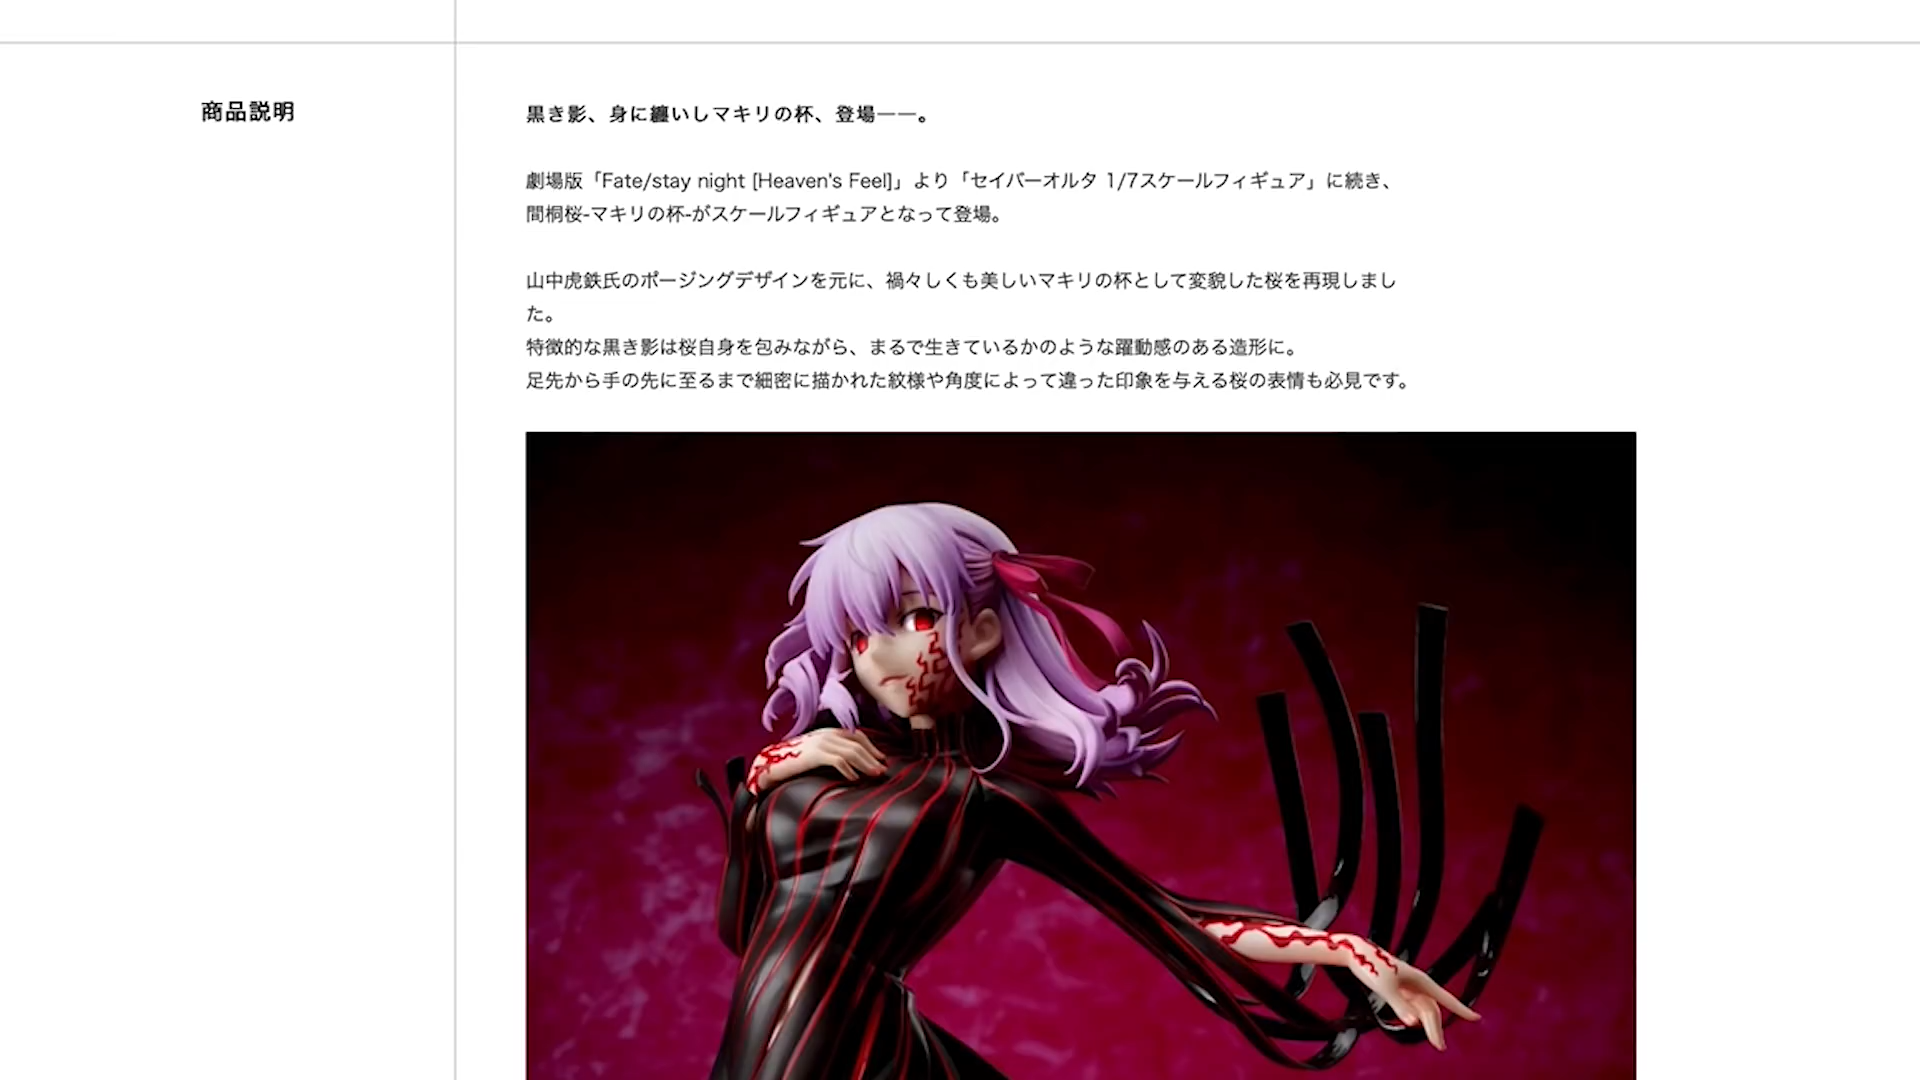 商品説明
黒き影、身に纏いしマキリの杯、登場――。
劇場版「Fate/stay night [Heaven's Feel]」より「セイバーオルタ 1/7スケールフィギュア」に続き、
間桐桜-マキリの杯-がスケールフィギュアとなって登場。
山中虎鉄氏のポージングデザインを元に、禍々しくも美しいマキリの杯として変貌した桜を再現しまし
た。
特徴的な黒き影は桜自身を包みながら、まるで生きているかのような躍動感のある造形に。
足先から手の先に至るまで細密に描かれた紋様や角度によって違った印象を与える桜の表情も必見です。